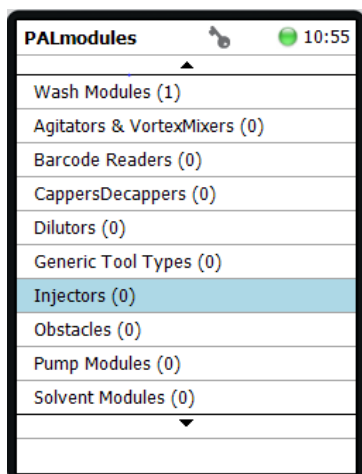 PALmodules 10:55
Wash Modules (1)
Agitators & VortexMixers (0)
Barcode Readers (0)
CappersDecappers (0)
Dilutors (0)
Generic Tool Types (0)
Injectors (0)
Obstacles (0)
Pump Modules (0)
Solvent Modules (0)